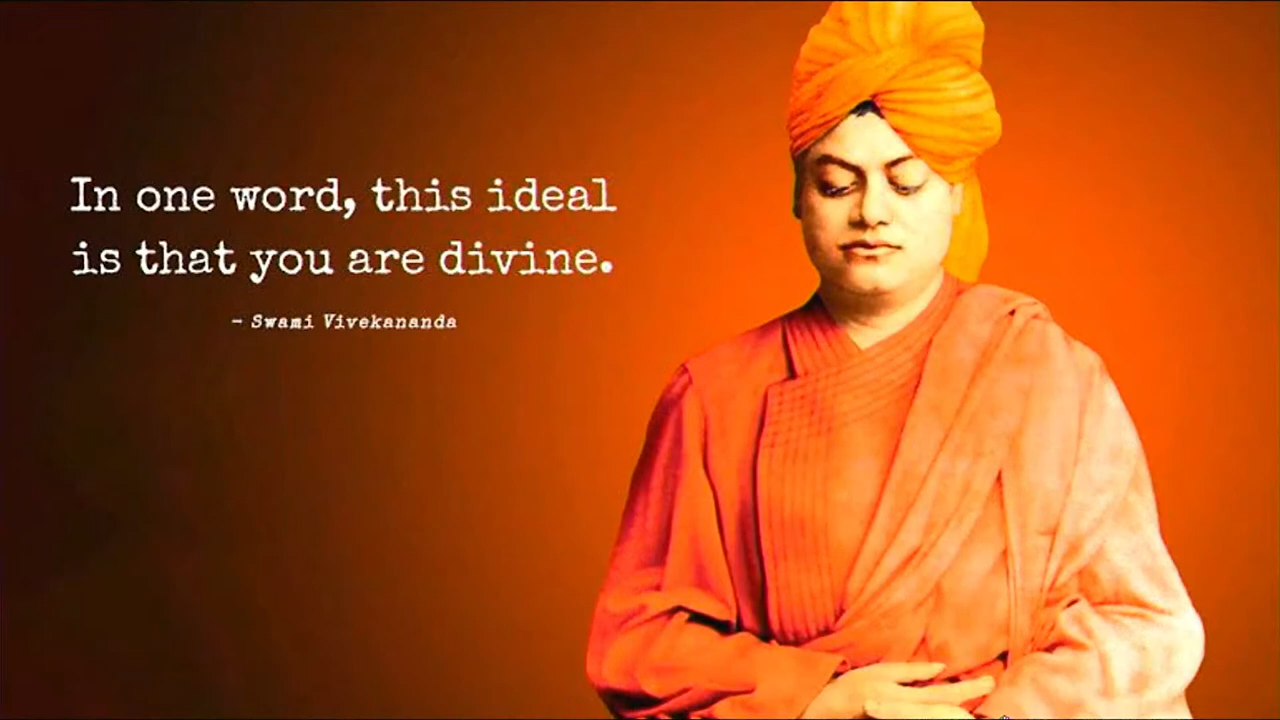 In one word, this ideal
is that you are divine.
- Swami Vivekananda